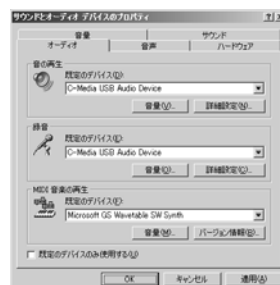 サウンドとオーディオ デバイスのプロパティ
音量 サウンド
オーディオ 音声 ハードウェア
音の再生
既定のデバイス(D):
C-Media USB Audio Device
音量(V)... 詳細設定(N)...
録音
既定のデバイス(E):
C-Media USB Audio Device
音量(O)... 詳細設定(C)...
MIDI 音楽の再生
既定のデバイス(F):
Microsoft GS Wavetable SW Synth
音量(M)... バージョン情報(B)...
既定のデバイスのみ使用する(U)
OK キャンセル 適用(A)